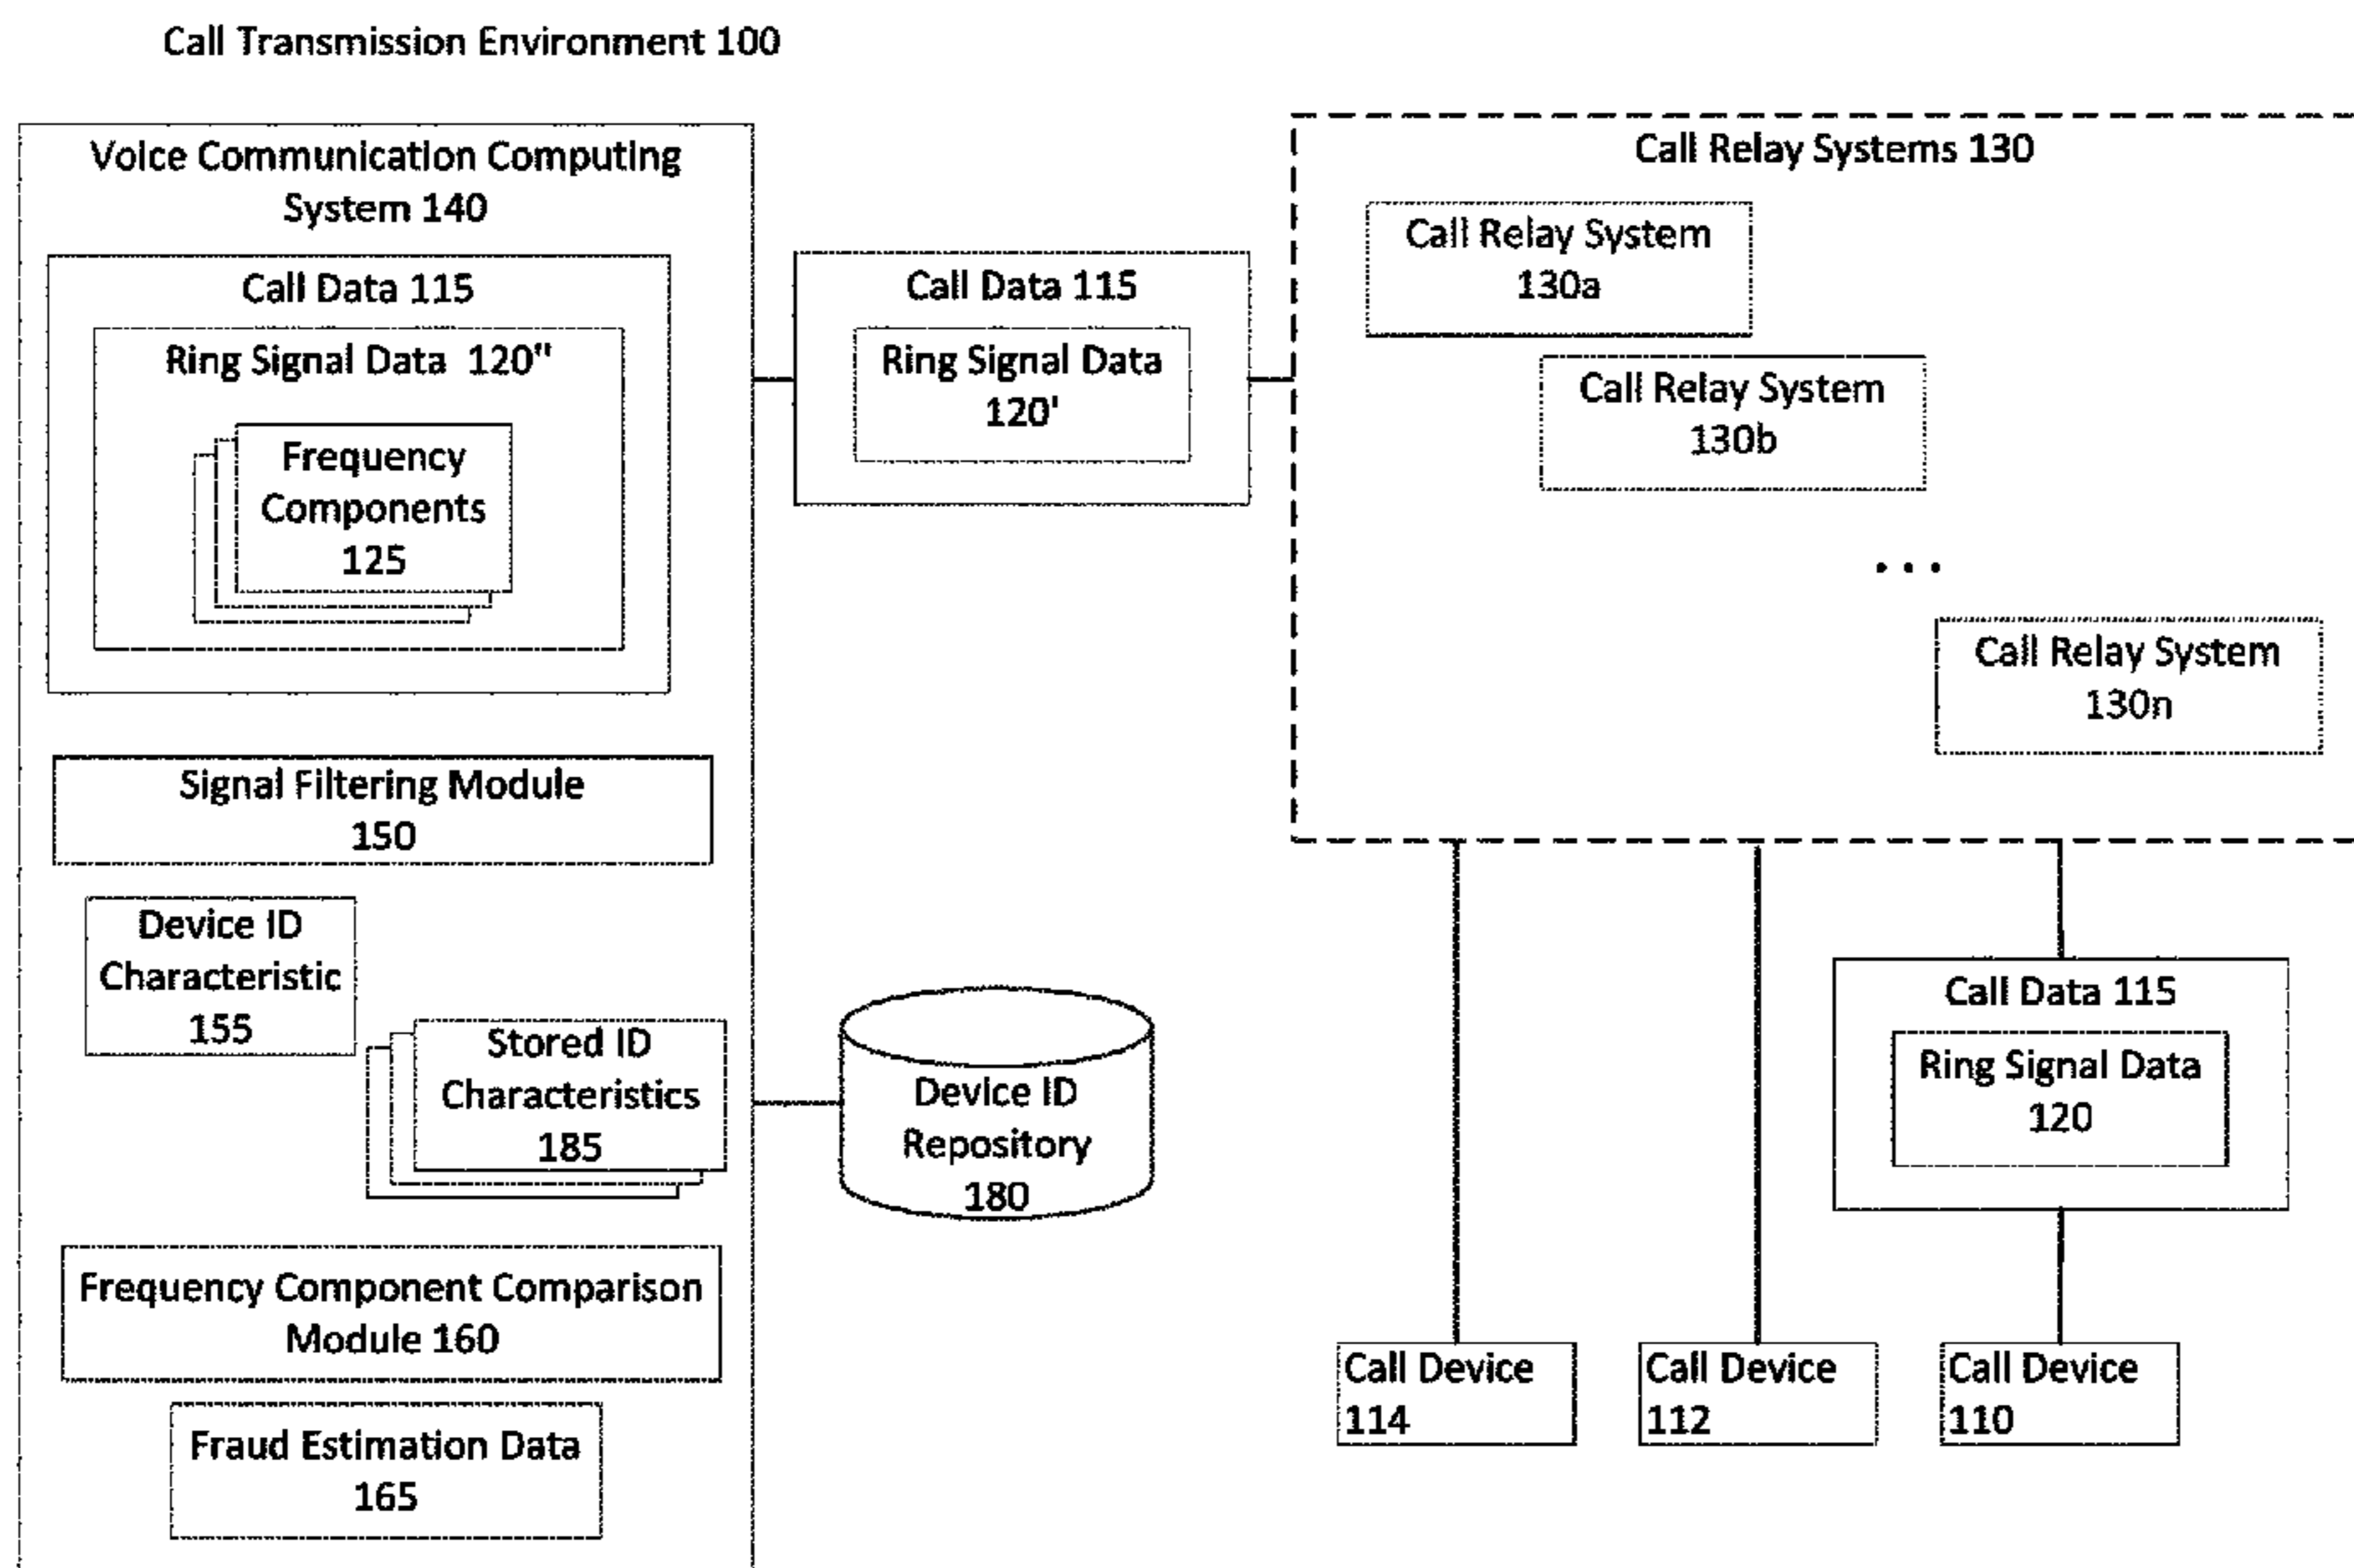 Call Transmission Environment 100
Voice Communication Computing
System 140
Call Data 115
Ring Signal Data 120"
Frequency
Components
125
Signal Filtering Module
150
Device ID
Characteristic
155
Stored ID
Characteristics
185
Frequency Component Comparison
Module 160
Fraud Estimation Data
165
Call Data 115
Ring Signal Data
120'
Device ID
Repository
180
Call Relay Systems 130
Call Relay System
130a
Call Relay System
130b
...
Call Relay System
130n
Call Data 115
Ring Signal Data
120
Call Device
114
Call Device
112
Call Device
110